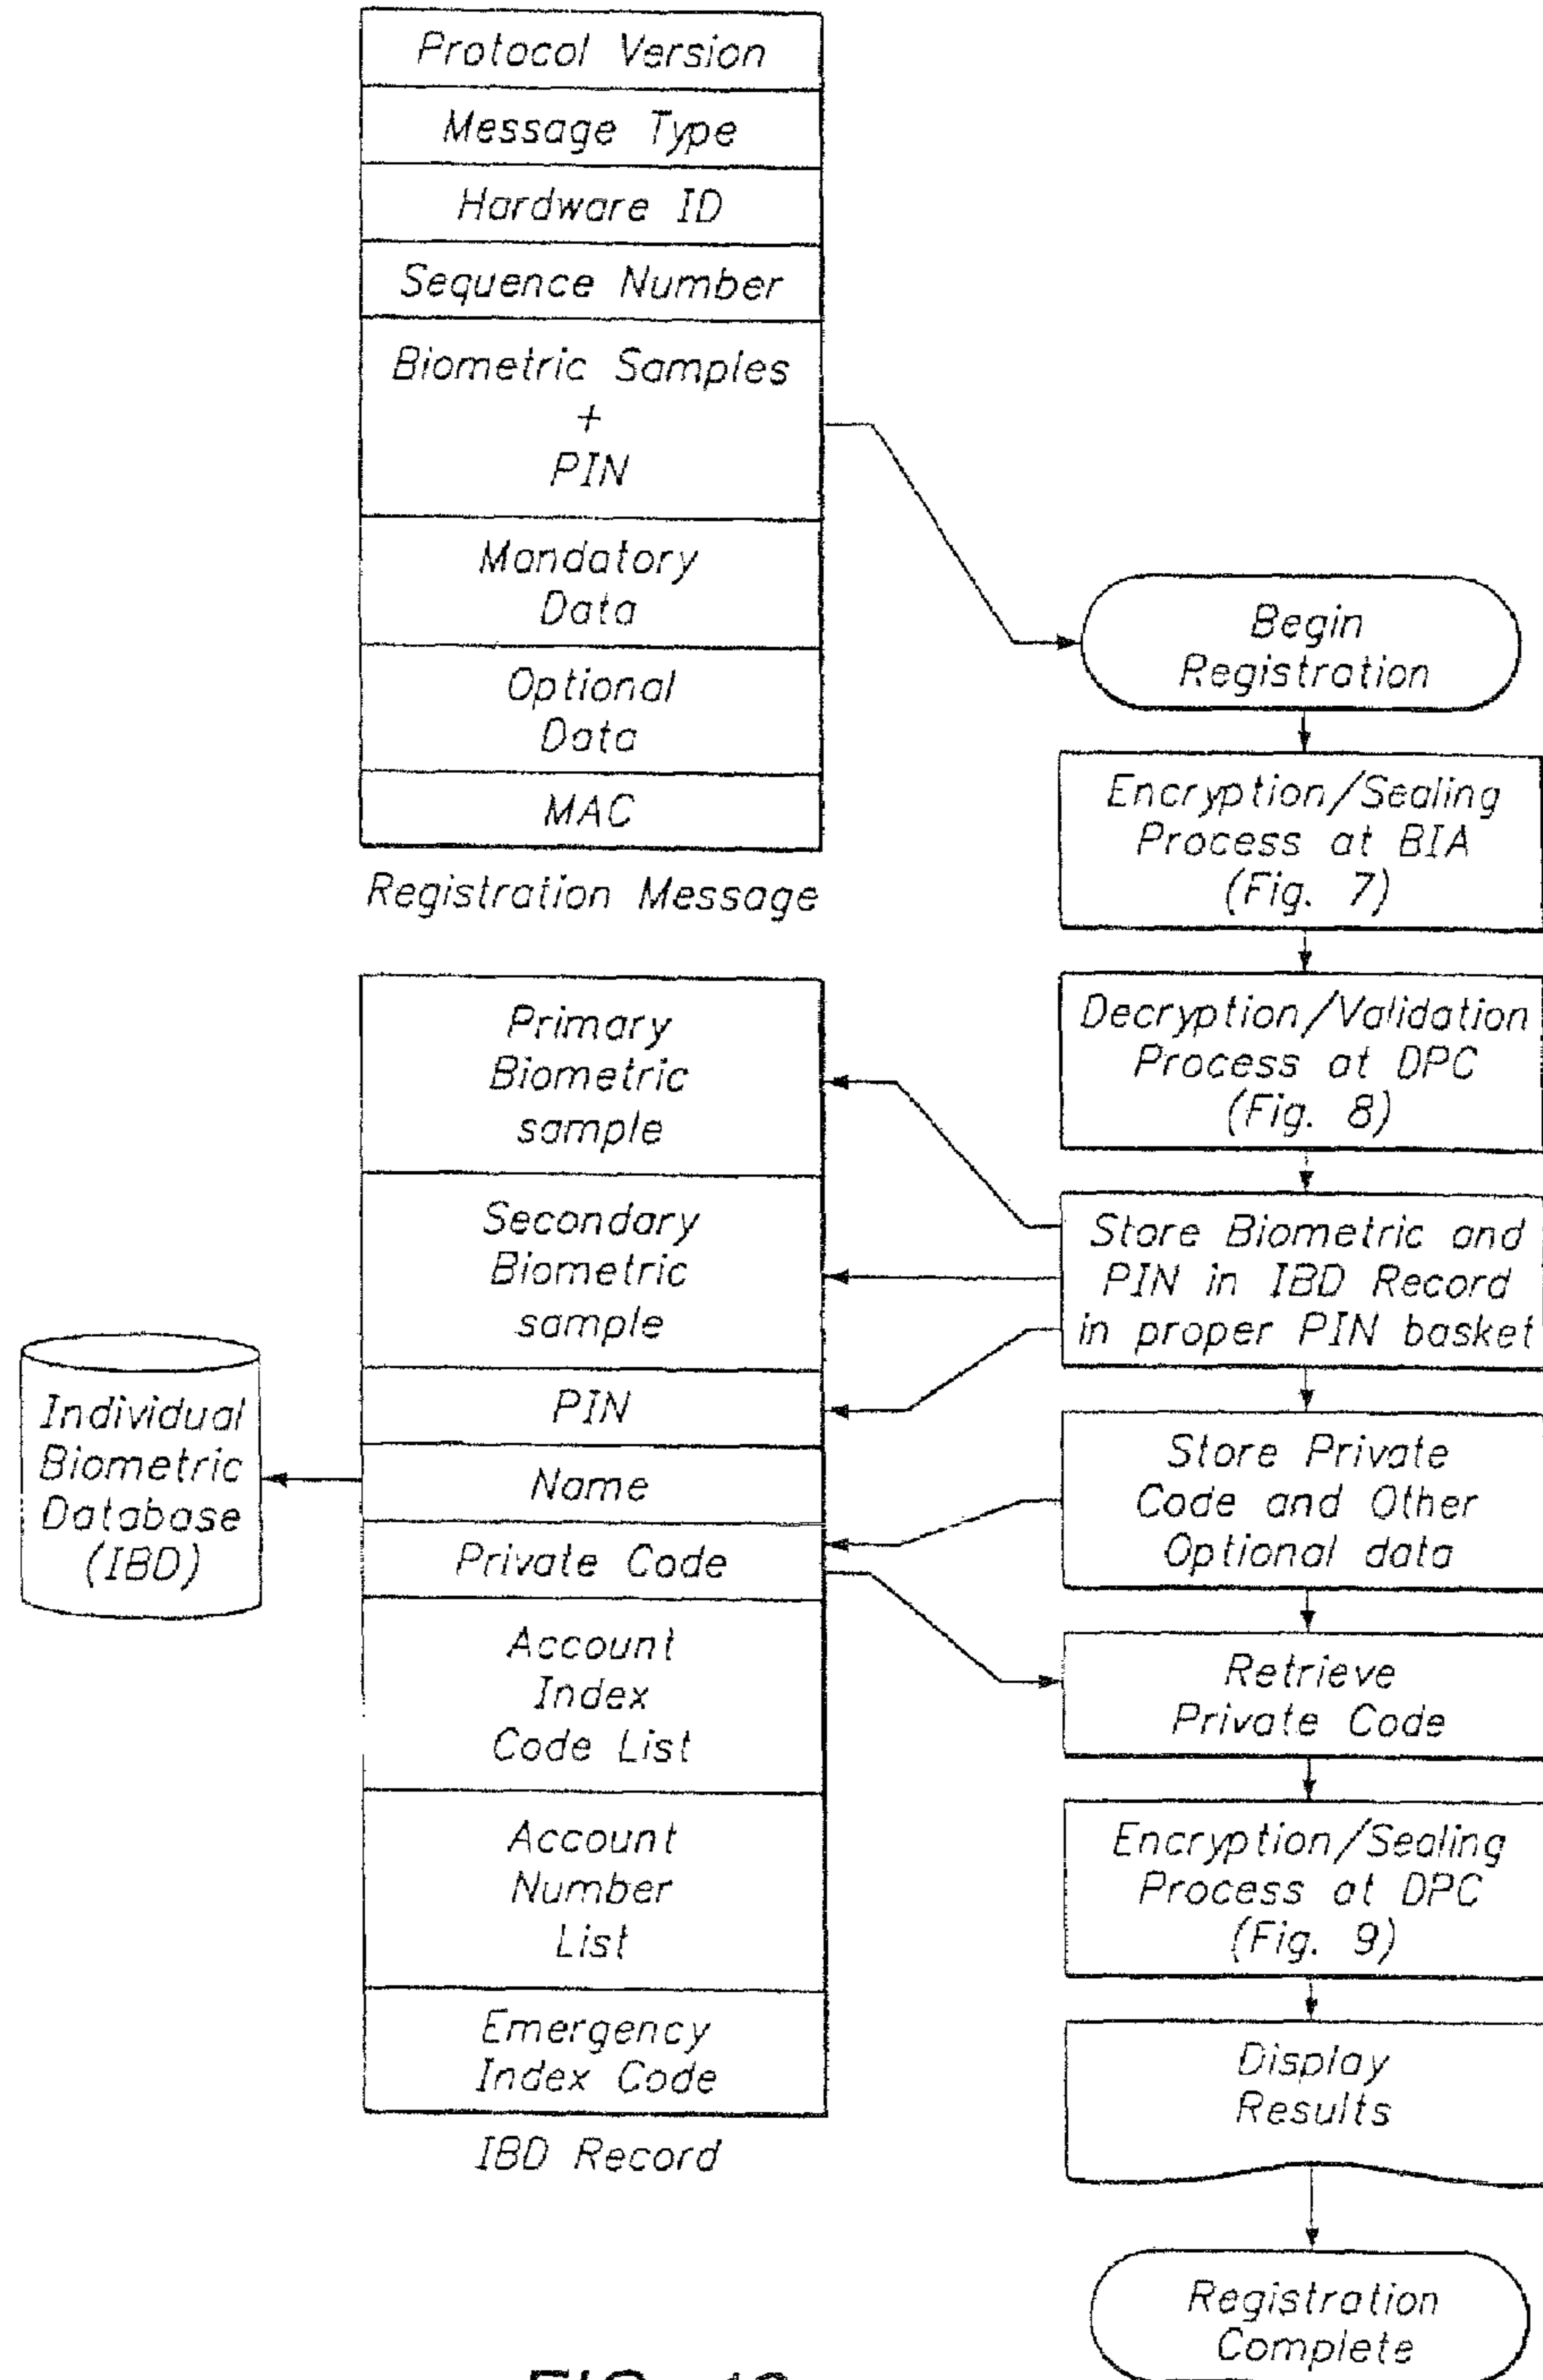 Protocol Version
Message Type
Hardware ID
Sequence Number
Biometric Samples
+
PIN
Mandatory
Data
Optional
Data
MAC
Registration Message
Primary
Biometric
sample
Secondary
Biometric
sample
PIN
Name
Private Code
Account
Index
Code List
Account
Number
List
Emergency
Index Code
IBD Record
Individual
Biometric
Database
(IBD)
Begin
Registration
Encryption/Sealing
Process at BIA
(Fig. 7)
Decryption/Validation
Process at DPC
(Fig. 8)
Store Biometric and
PIN in IBD Record
in proper PIN basket
Store Private
Code and Other
Optional data
Retrieve
Private Code
Encryption/Sealing
Process at DPC
(Fig. 9)
Display
Results
Registration
Complete